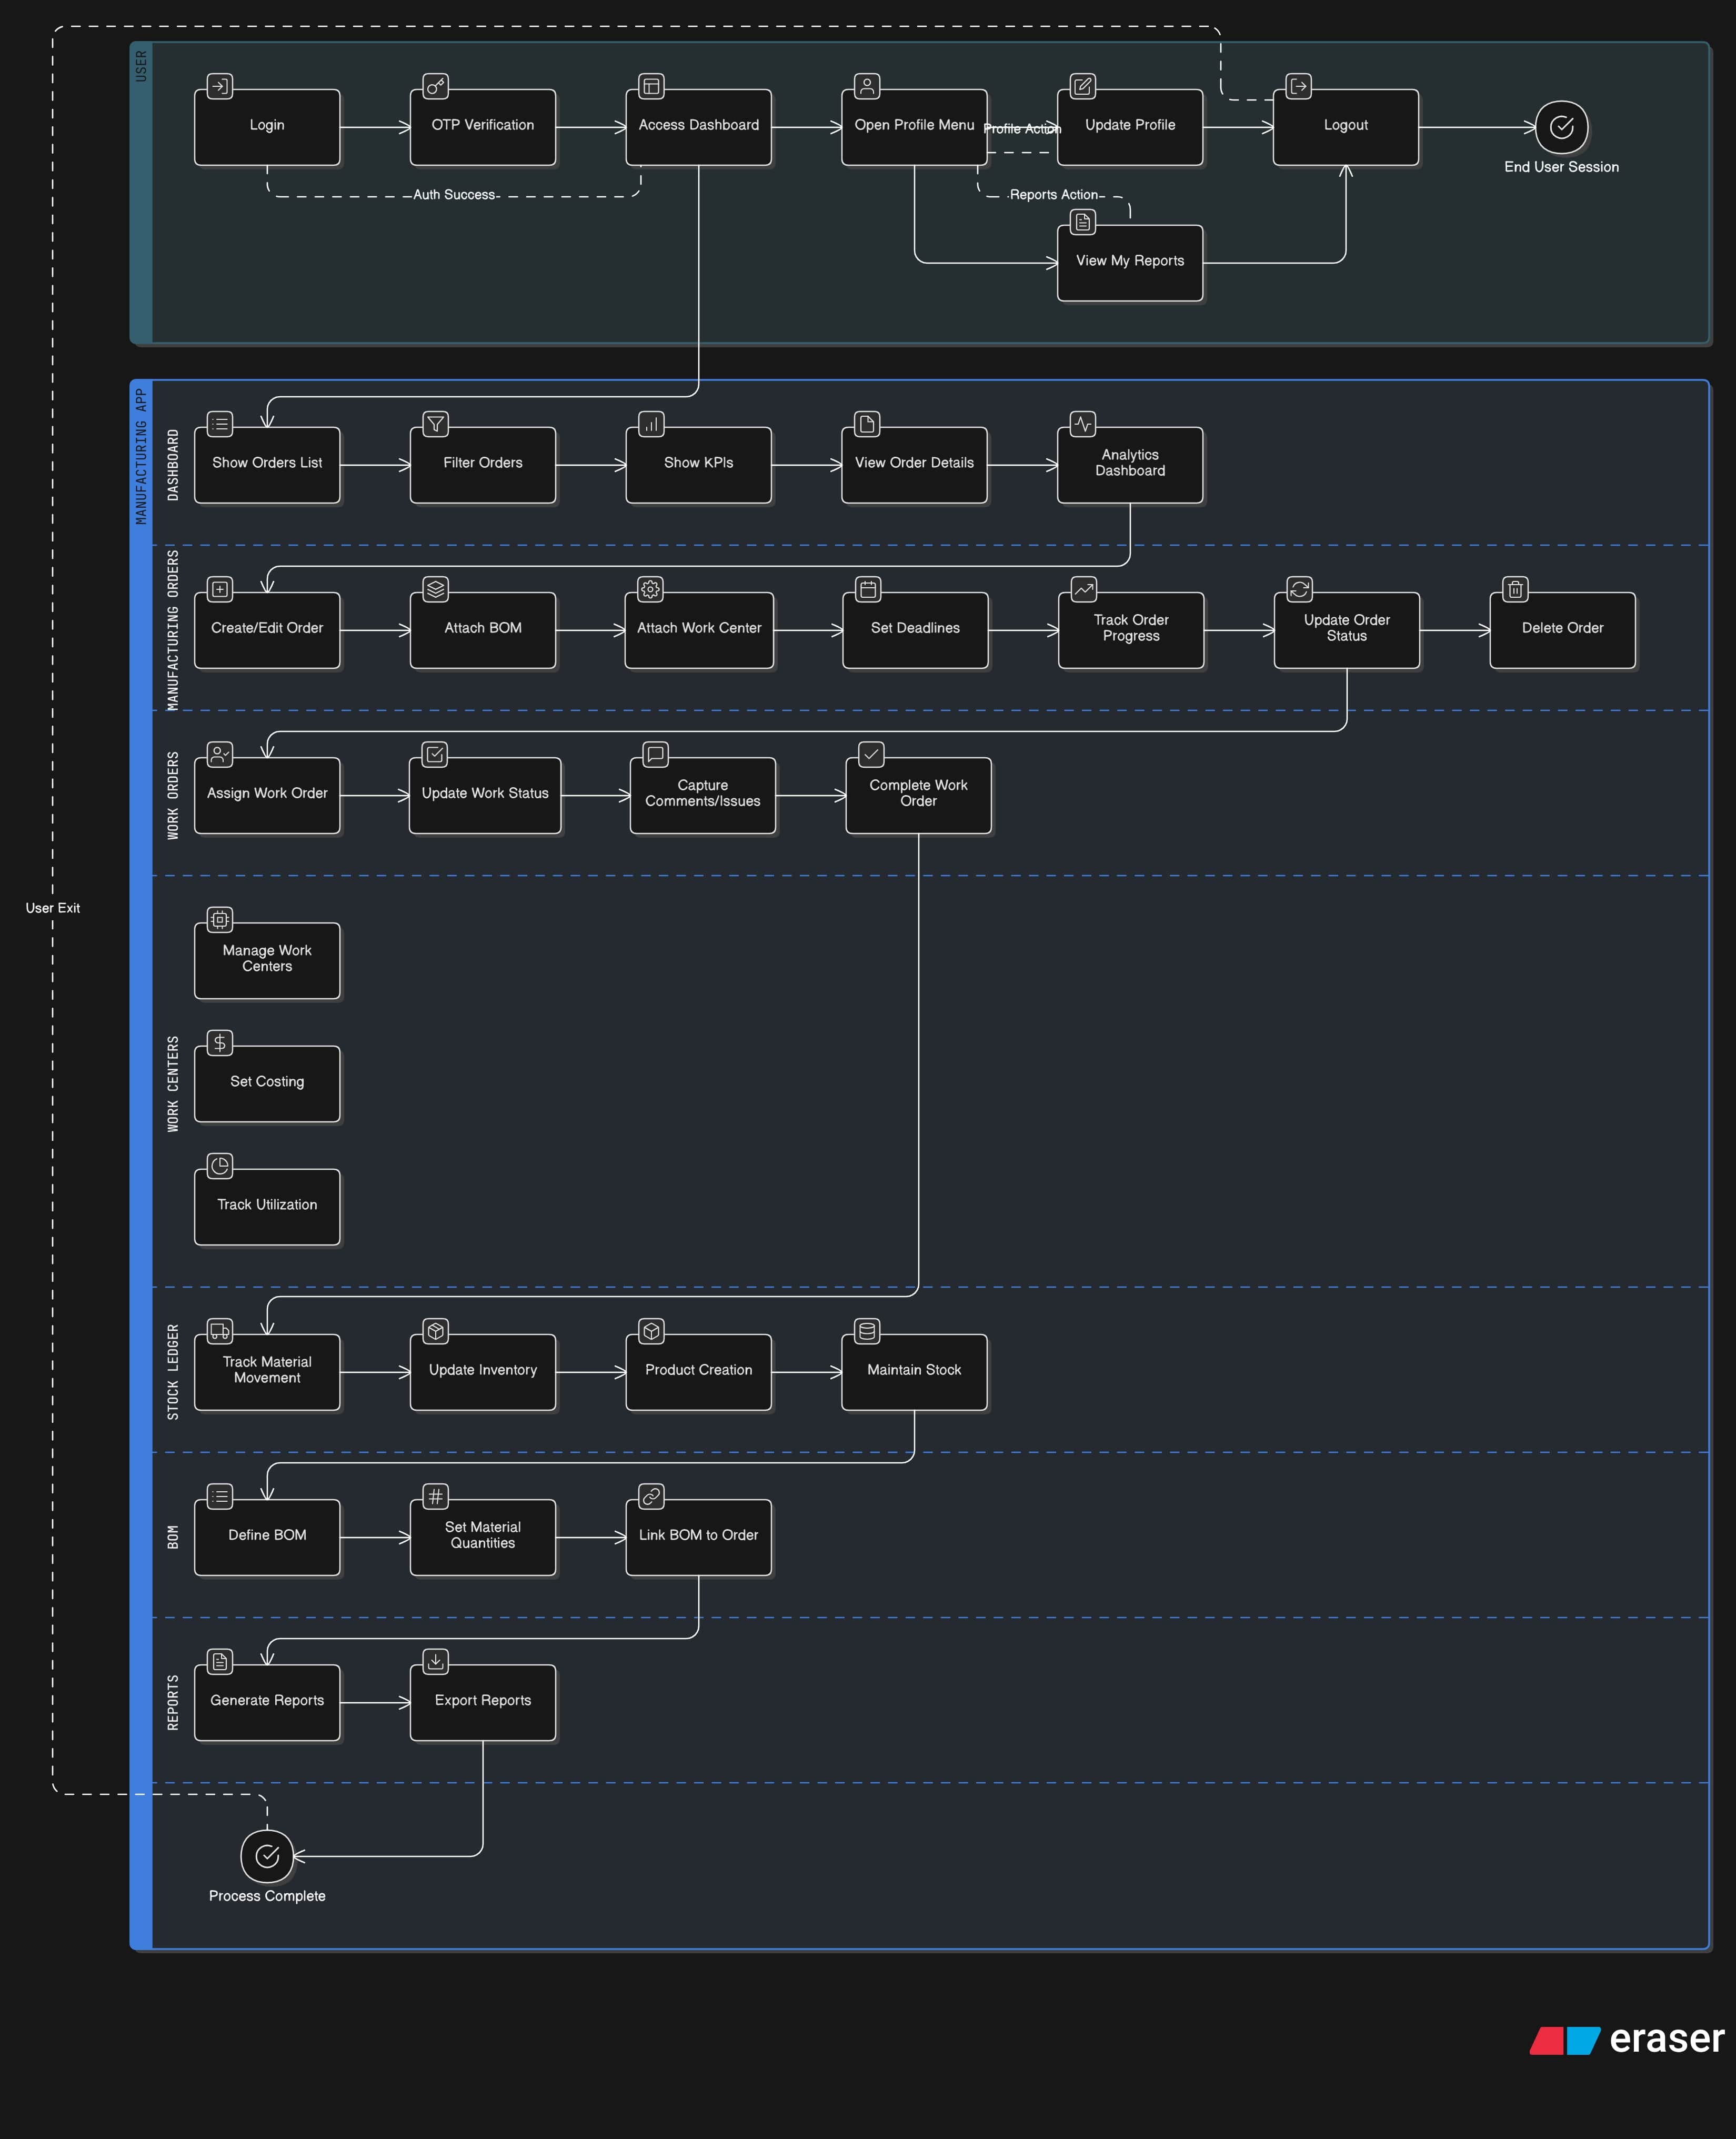 USER
Login
OTP Verification
Access Dashboard
Open Profile Menu
Profile Action
Update Profile
Logout
End User Session
Auth Success
Reports Action
View My Reports
MANUFACTURING APP
DASHBOARD
Show Orders List
Filter Orders
Show KPIs
View Order Details
Analytics
Dashboard
MANUFACTURING ORDERS
Create/Edit Order
Attach BOM
Attach Work Center
Set Deadlines
Track Order
Progress
Update Order
Status
Delete Order
WORK ORDERS
Assign Work Order
Update Work Status
Capture
Comments/Issues
Complete Work
Order
User Exit
WORK CENTERS
Manage Work
Centers
Set Costing
Track Utilization
STOCK LEDGER
Track Material
Movement
Update Inventory
Product Creation
Maintain Stock
BOM
Define BOM
Set Material
Quantities
Link BOM to Order
REPORTS
Generate Reports
Export Reports
Process Complete
eraser